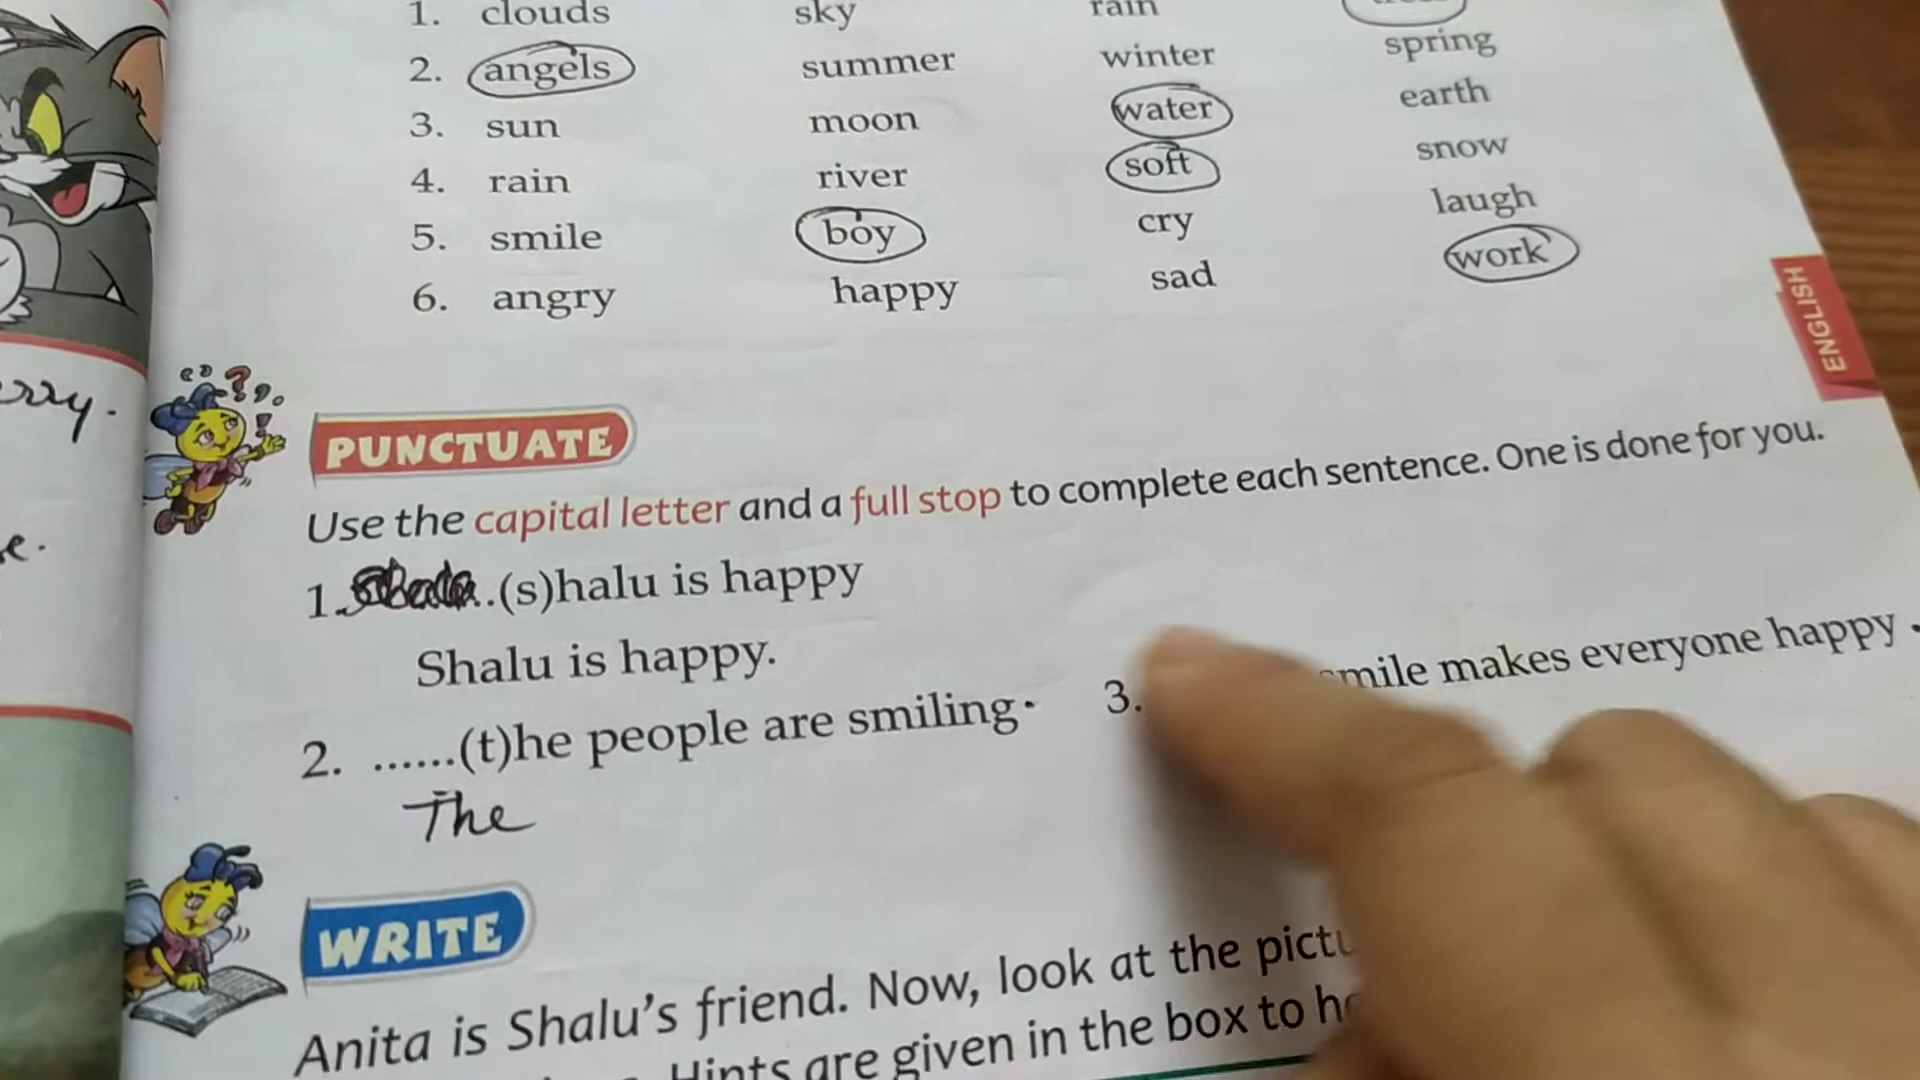 1. clouds sky rain
2. angels summer winter spring
3. sun moon water earth
4. rain river soft snow
5. smile boy cry laugh
6. angry happy sad work
ENGLISH
PUNCTUATE
Use the capital letter and a full stop to complete each sentence. One is done for you.
1. (s)halu is happy
Shalu is happy.
2. ......(t)he people are smiling. 3. smile makes everyone happy.
The
WRITE
Anita is Shalu's friend. Now, look at the
Hints are given in the box to